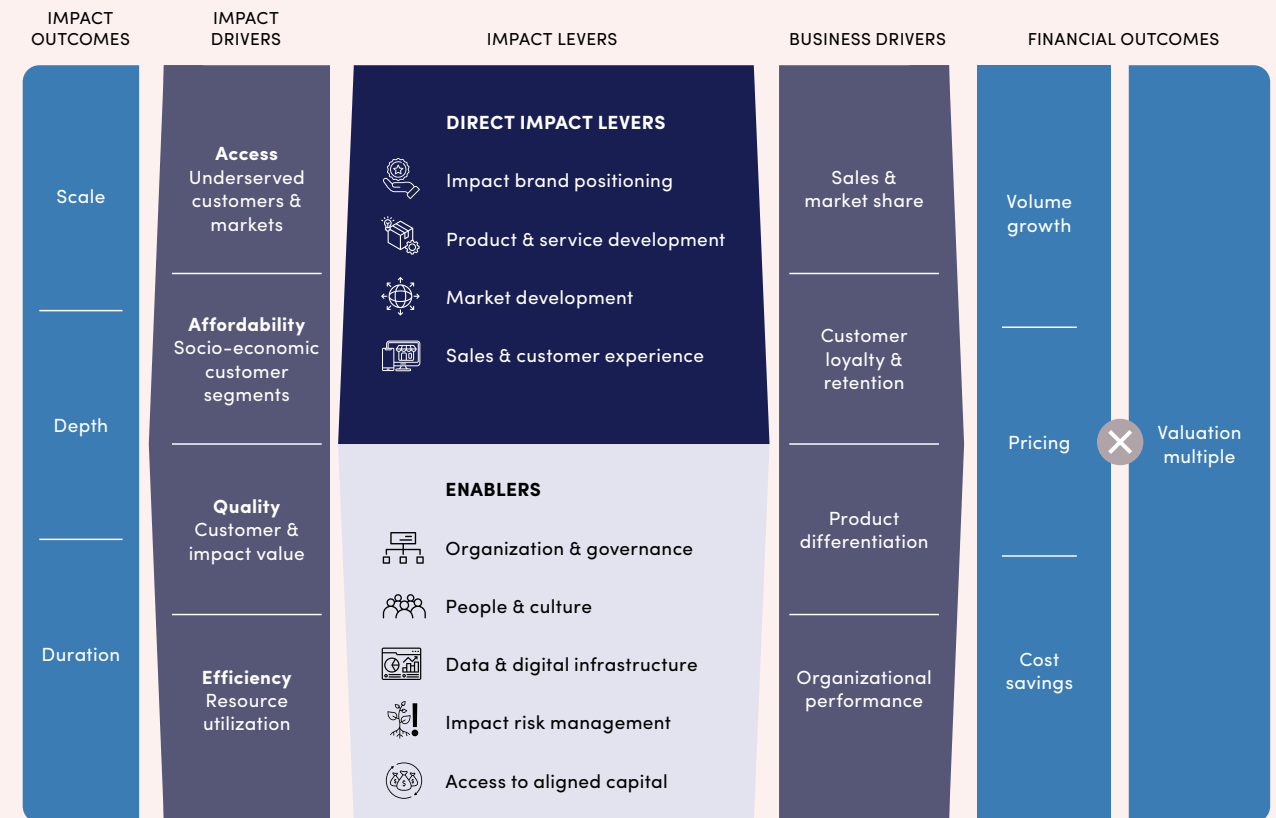 IMPACT
OUTCOMES
IMPACT
DRIVERS
IMPACT LEVERS
BUSINESS DRIVERS
FINANCIAL OUTCOMES
Scale
Depth
Duration
Access
Underserved
customers &
markets
Affordability
Socio-economic
customer
segments
Quality
Customer &
impact value
Efficiency
Resource
utilization
DIRECT IMPACT LEVERS
Impact brand positioning
Product & service development
Market development
Sales & customer experience
ENABLERS
Organization & governance
People & culture
Data & digital infrastructure
Impact risk management
Access to aligned capital
Sales &
market share
Customer
loyalty &
retention
Product
differentiation
Organizational
performance
Volume
growth
Pricing
Cost
savings
Valuation
multiple